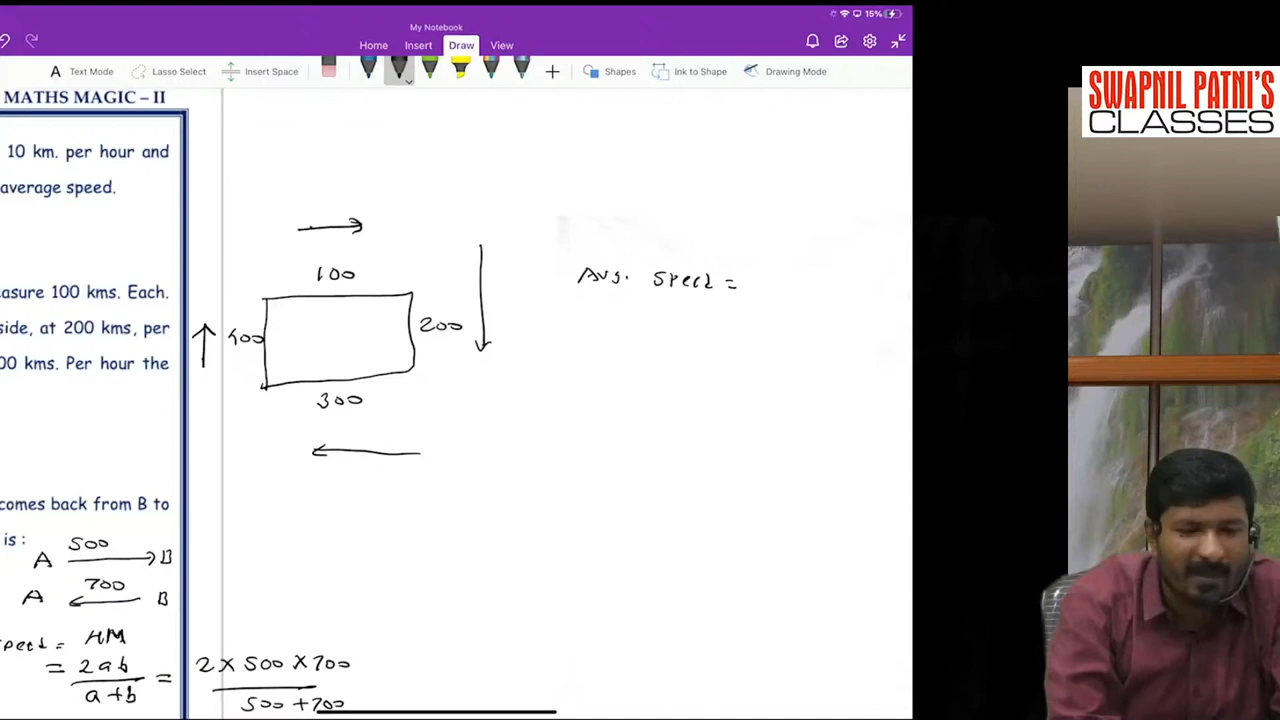 My Notebook
15%
Home Insert Draw View
A Text Mode Lasso Select Insert Space Shapes Ink to Shape Drawing Mode
SWAPNIL PATNI'S
CLASSES
MATHS MAGIC – II
10 km. per hour and
average speed.
easure 100 kms. Each.
side, at 200 kms, per
00 kms. Per hour the
comes back from B to
is :
100
400
200
300
Avg. Speed =
A 500 B
A 700 B
Speed = HM
= 2ab / a+b = 2 × 500 × 700 / 500 + 700